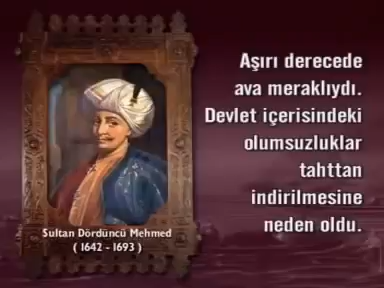 Aşırı derecede
ava meraklıydı.
Devlet içerisindeki
olumsuzluklar
tahttan
indirilmesine
neden oldu.
Sultan Dördüncü Mehmed
( 1642 - 1693 )